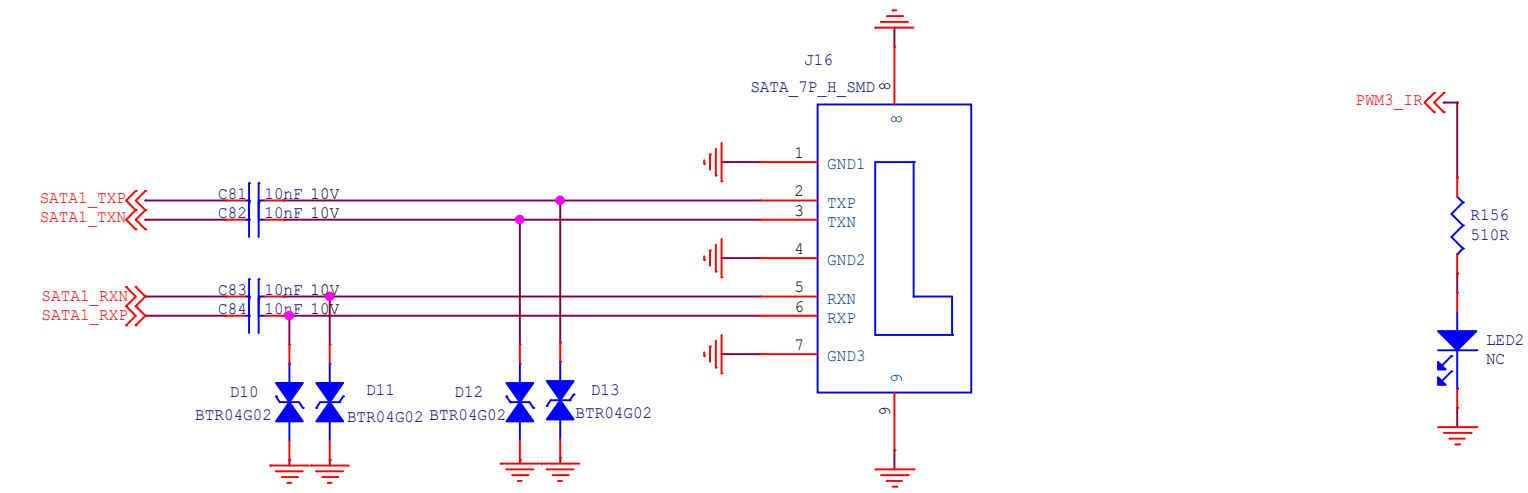 J16
SATA_7P_H_SMD
8
8
PWM3_IR
1
GND1
SATA1_TXP
C81
10nF 10V
2
TXP
SATA1_TXN
C82
10nF 10V
3
TXN
R156
510R
4
GND2
SATA1_RXN
C83
10nF 10V
5
RXN
SATA1_RXP
C84
10nF 10V
6
RXP
7
GND3
LED2
NC
D10
BTR04G02
D11
BTR04G02
D12
BTR04G02
D13
BTR04G02
9
9